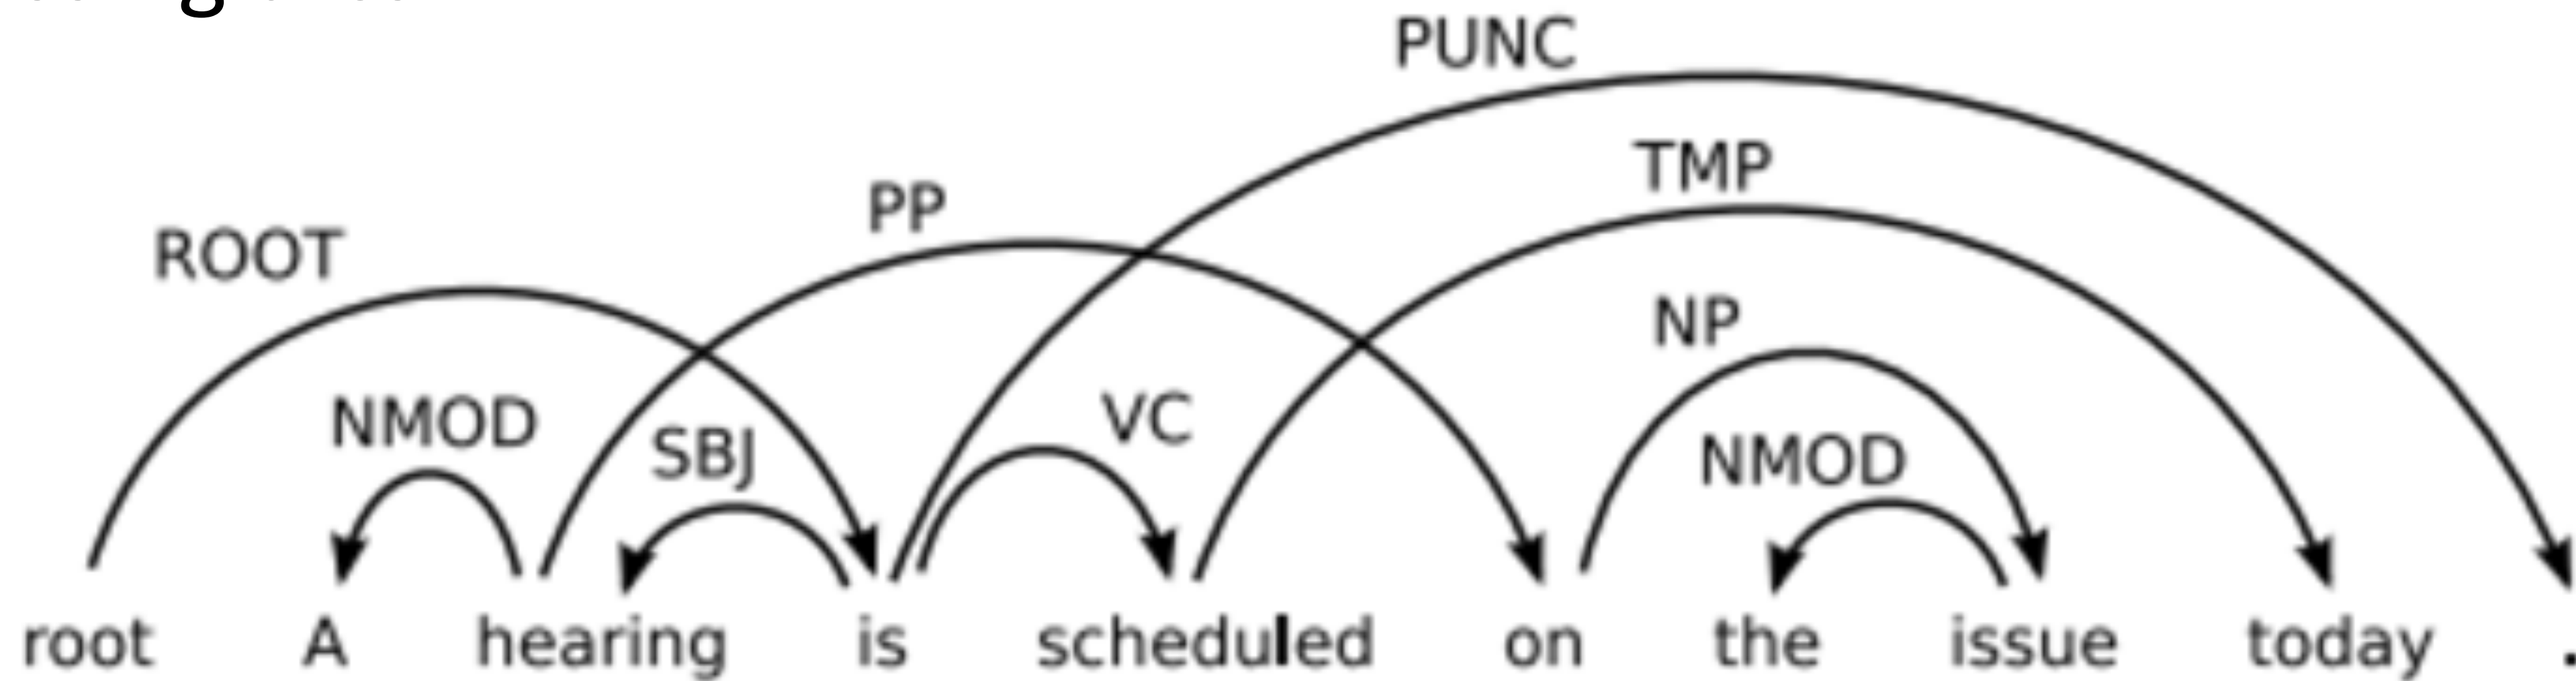 PUNC
TMP
PP
ROOT
NP
NMOD
SBJ
VC
NMOD
root A hearing is scheduled on the issue today .